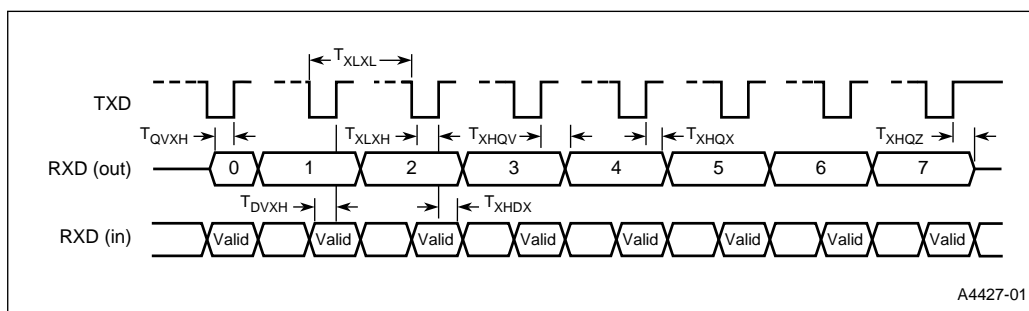 T_XLXL
TXD
T_QVXH T_XLXH T_XHQV T_XHQX T_XHQZ
RXD (out) 0 1 2 3 4 5 6 7
T_DVXH T_XHDX
RXD (in) Valid Valid Valid Valid Valid Valid Valid Valid
A4427-01